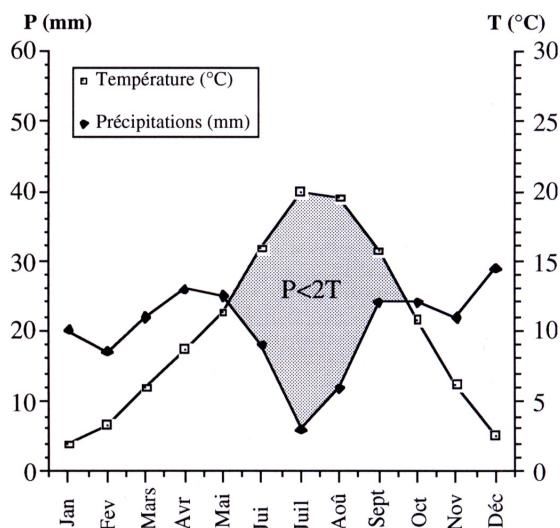 P (mm)
T (°C)
60
50
40
30
20
10
0
30
25
20
15
10
5
0
Température (°C)
Précipitations (mm)
P<2T
Jan
Fev
Mars
Avr
Mai
Jui
Juil
Aoû
Sept
Oct
Nov
Déc